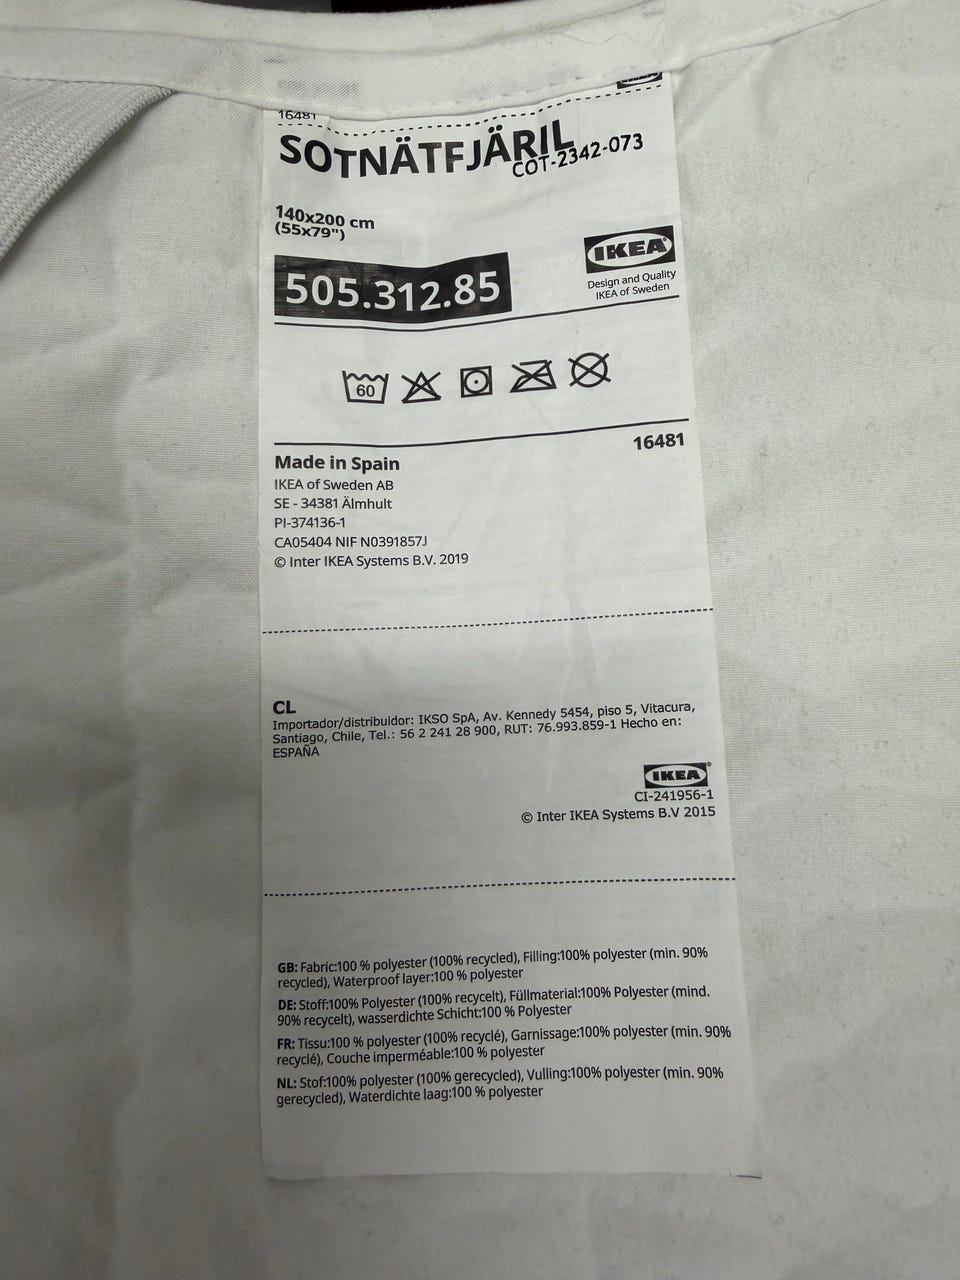 16481
IKEA
SOTNÄTFJÄRIL
COT-2342-073
140x200 cm
(55x79")
505.312.85
IKEA®
Design and Quality
IKEA of Sweden
60
16481
Made in Spain
IKEA of Sweden AB
SE - 34381 Älmhult
PI-374136-1
CA05404 NIF N0391857J
© Inter IKEA Systems B.V. 2019
CL
Importador/distribuidor: IKSO SpA, Av. Kennedy 5454, piso 5, Vitacura,
Santiago, Chile, Tel.: 56 2 241 28 900, RUT: 76.993.859-1 Hecho en:
ESPAÑA
IKEA®
CI-241956-1
© Inter IKEA Systems B.V 2015
GB: Fabric:100 % polyester (100% recycled), Filling:100% polyester (min. 90%
recycled), Waterproof layer:100 % polyester
DE: Stoff:100% Polyester (100% recycelt), Füllmaterial:100% Polyester (mind.
90% recycelt), wasserdichte Schicht:100 % Polyester
FR: Tissu:100 % polyester (100% recyclé), Garnissage:100% polyester (min. 90%
recyclé), Couche imperméable:100 % polyester
NL: Stof:100% polyester (100% gerecycled), Vulling:100% polyester (min. 90%
gerecycled), Waterdichte laag:100 % polyester